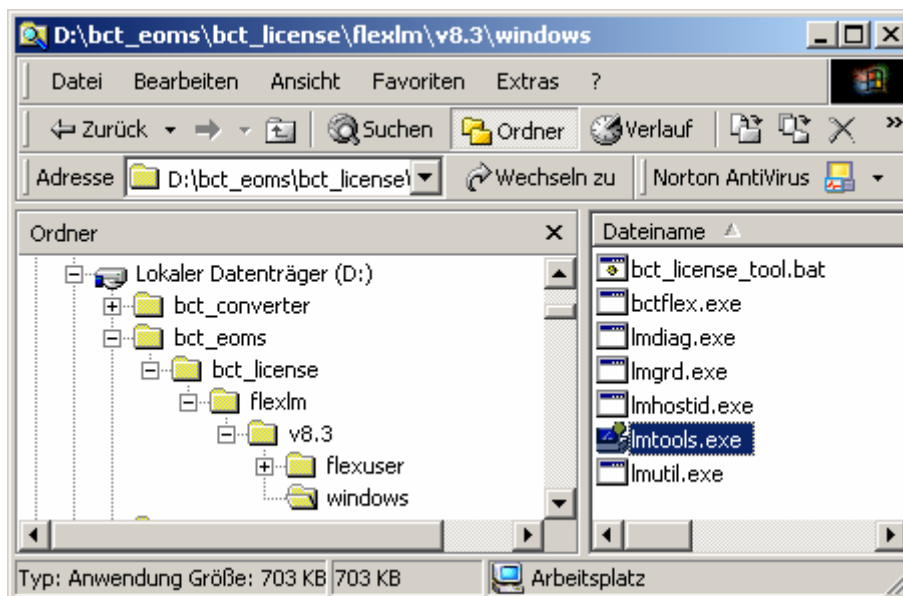 D:\bct_eoms\bct_license\flexlm\v8.3\windows
Datei Bearbeiten Ansicht Favoriten Extras ?
Zurück Suchen Ordner Verlauf »
Adresse D:\bct_eoms\bct_license\ Wechseln zu Norton AntiVirus
Ordner
Lokaler Datenträger (D:)
bct_converter
bct_eoms
bct_license
flexlm
v8.3
flexuser
windows
Dateiname
bct_license_tool.bat
bctflex.exe
lmdiag.exe
lmgrd.exe
lmhostid.exe
lmtools.exe
lmutil.exe
Typ: Anwendung Größe: 703 KB 703 KB Arbeitsplatz